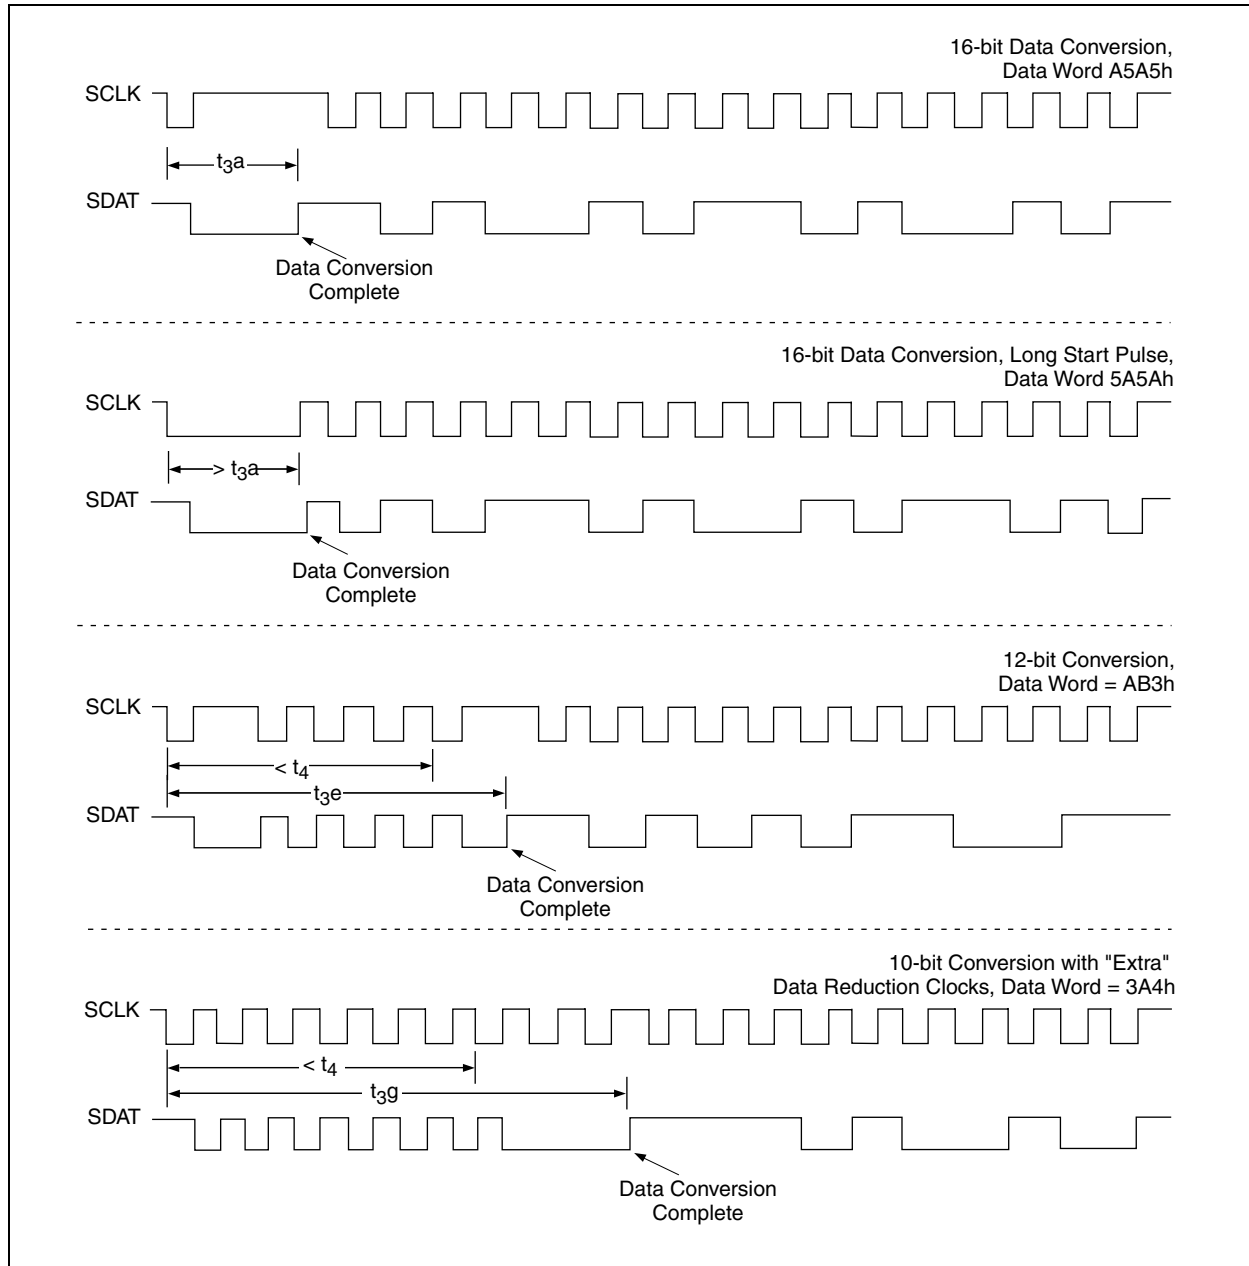 16-bit Data Conversion,
Data Word A5A5h
SCLK
t3a
SDAT
Data Conversion
Complete
16-bit Data Conversion, Long Start Pulse,
Data Word 5A5Ah
SCLK
> t3a
SDAT
Data Conversion
Complete
12-bit Conversion,
Data Word = AB3h
SCLK
< t4
t3e
SDAT
Data Conversion
Complete
10-bit Conversion with "Extra"
Data Reduction Clocks, Data Word = 3A4h
SCLK
< t4
t3g
SDAT
Data Conversion
Complete